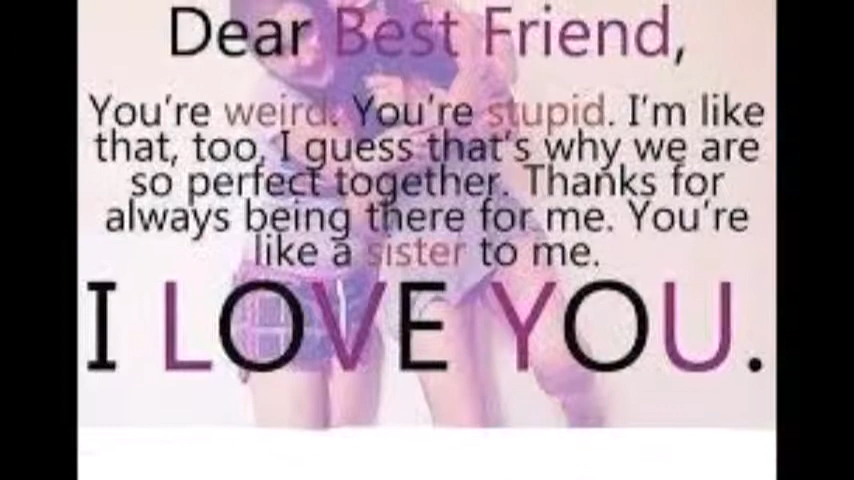 Dear Best Friend,
You're weird. You're stupid. I'm like
that, too, I guess that's why we are
so perfect together. Thanks for
always being there for me. You're
like a sister to me.
I LOVE YOU.